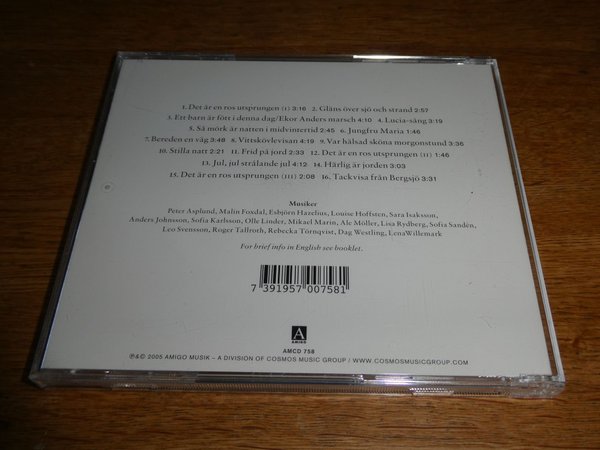 1. Det är en ros utsprungen (I) 3:16 2. Gläns över sjö och strand 2:57
3. Ett barn är fött i denna dag/Ekor Anders marsch 4:10 4. Lucia-sång 3:19
5. Så mörk är natten i midvintertid 2:45 6. Jungfru Maria 1:46
7. Bereden en väg 3:48 8. Vittskövlevisan 4:19 9. Var hälsad sköna morgonstund 3:36
10. Stilla natt 2:21 11. Frid på jord 2:33 12. Det är en ros utsprungen (II) 1:46
13. Jul, jul strålande jul 4:12 14. Härlig är jorden 3:03
15. Det är en ros utsprungen (III) 2:08 16. Tackvisa från Bergsjö 3:31
Musiker
Peter Asplund, Malin Foxdal, Esbjörn Hazelius, Louise Hoffsten, Sara Isaksson,
Anders Johnsson, Sofia Karlsson, Olle Linder, Mikael Marin, Ale Möller, Lisa Rydberg, Sofia Sandén,
Leo Svensson, Roger Tallroth, Rebecka Törnqvist, Dag Westling, LenaWillemark
For brief info in English see booklet.
7 391957 007581
A
AMIGO
AMCD 758
℗&© 2005 AMIGO MUSIK – A DIVISION OF COSMOS MUSIC GROUP / WWW.COSMOSMUSICGROUP.COM